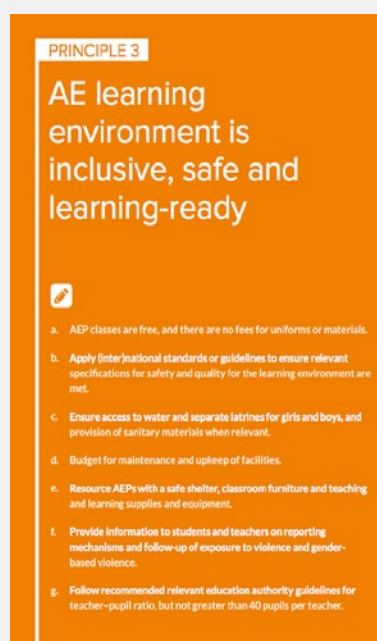 PRINCIPLE 3
AE learning
environment is
inclusive, safe and
learning-ready
a. AEP classes are free, and there are no fees for uniforms or materials.
b. Apply (inter)national standards or guidelines to ensure relevant
specifications for safety and quality for the learning environment are
met.
c. Ensure access to water and separate latrines for girls and boys, and
provision of sanitary materials when relevant.
d. Budget for maintenance and upkeep of facilities.
e. Resource AEPs with a safe shelter, classroom furniture and teaching
and learning supplies and equipment.
f. Provide information to students and teachers on reporting
mechanisms and follow-up of exposure to violence and gender-
based violence.
g. Follow recommended relevant education authority guidelines for
teacher–pupil ratio, but not greater than 40 pupils per teacher.